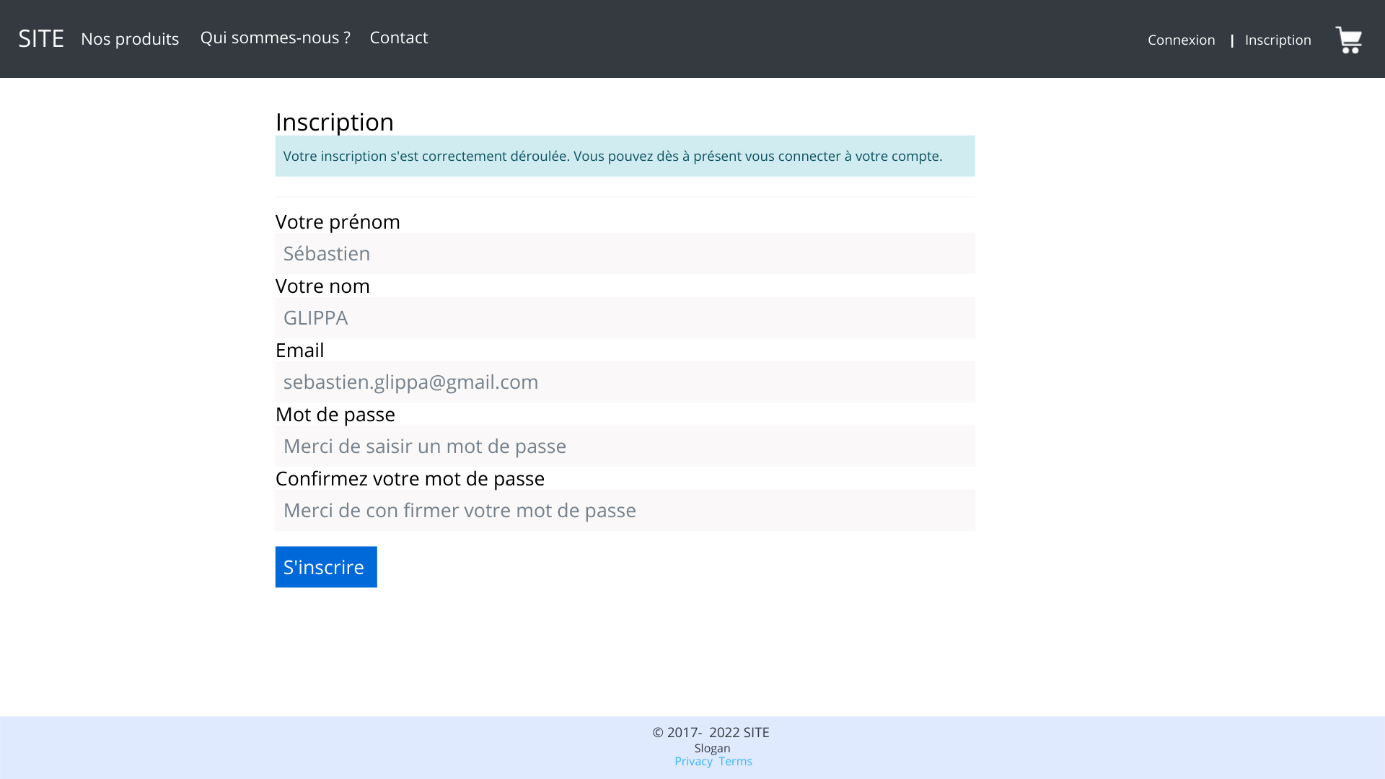 SITE Nos produits Qui sommes-nous ? Contact Connexion | Inscription
Inscription
Votre inscription s'est correctement déroulée. Vous pouvez dès à présent vous connecter à votre compte.
Votre prénom
Sébastien
Votre nom
GLIPPA
Email
sebastien.glippa@gmail.com
Mot de passe
Merci de saisir un mot de passe
Confirmez votre mot de passe
Merci de con firmer votre mot de passe
S'inscrire
© 2017- 2022 SITE
Slogan
Privacy Terms